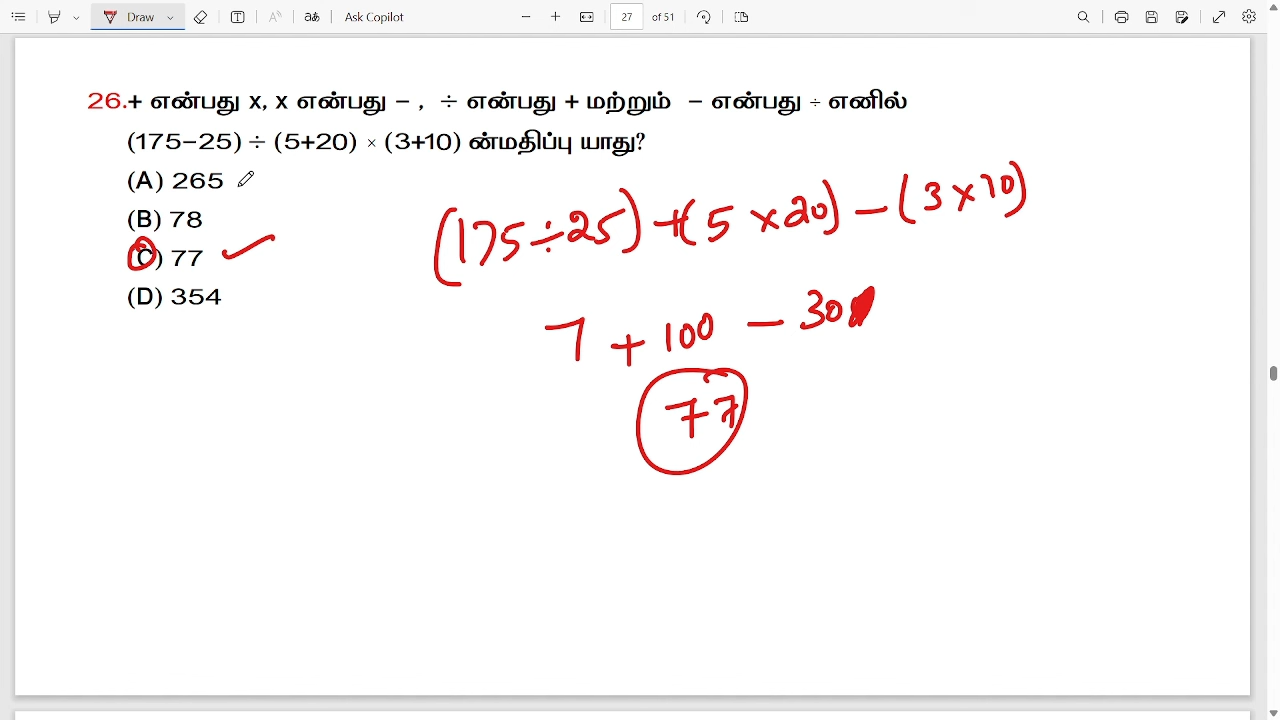 Draw
Ask Copilot
27 of 51
26.+ என்பது x, x என்பது – , ÷ என்பது + மற்றும் – என்பது ÷ எனில்
(175–25) ÷ (5+20) × (3+10) ன்மதிப்பு யாது?
(A) 265
(B) 78
(C) 77
(D) 354
(175÷25)+(5×20)–(3×10)
7+100–30
77